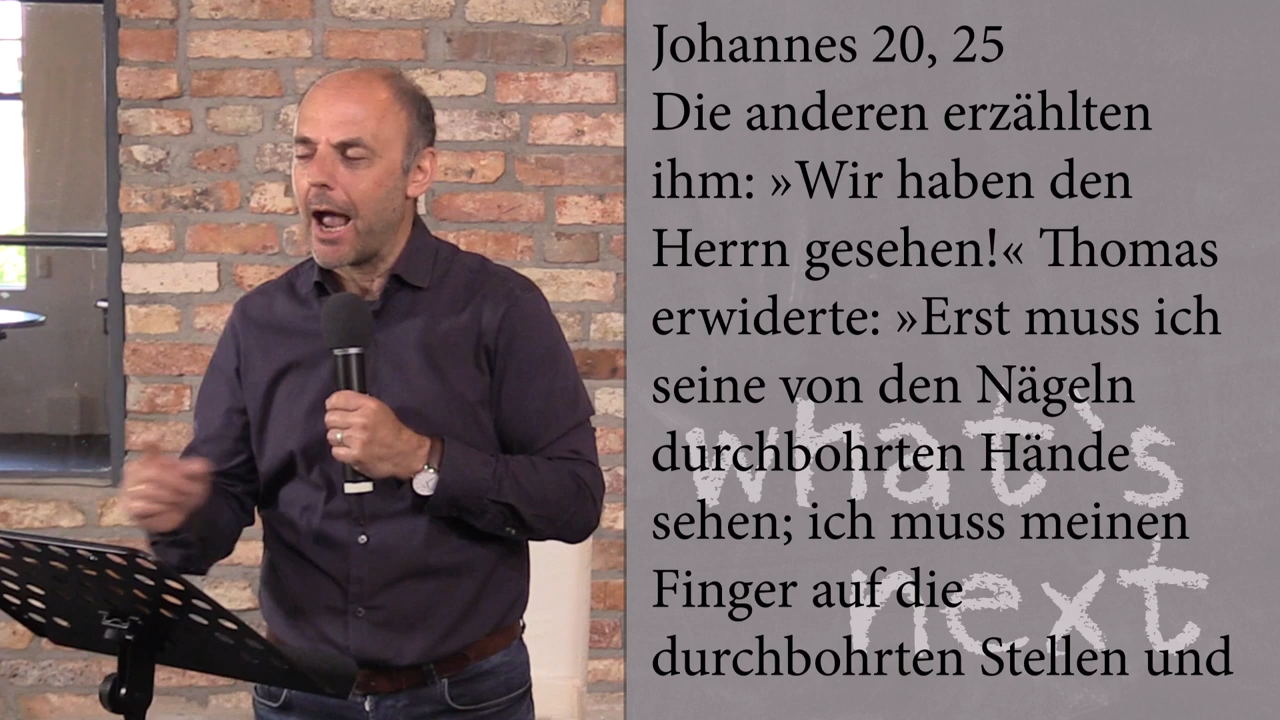 Johannes 20, 25
Die anderen erzählten
ihm: »Wir haben den
Herrn gesehen!« Thomas
erwiderte: »Erst muss ich
seine von den Nägeln
durchbohrten Hände
sehen; ich muss meinen
Finger auf die
durchbohrten Stellen und
what's
next